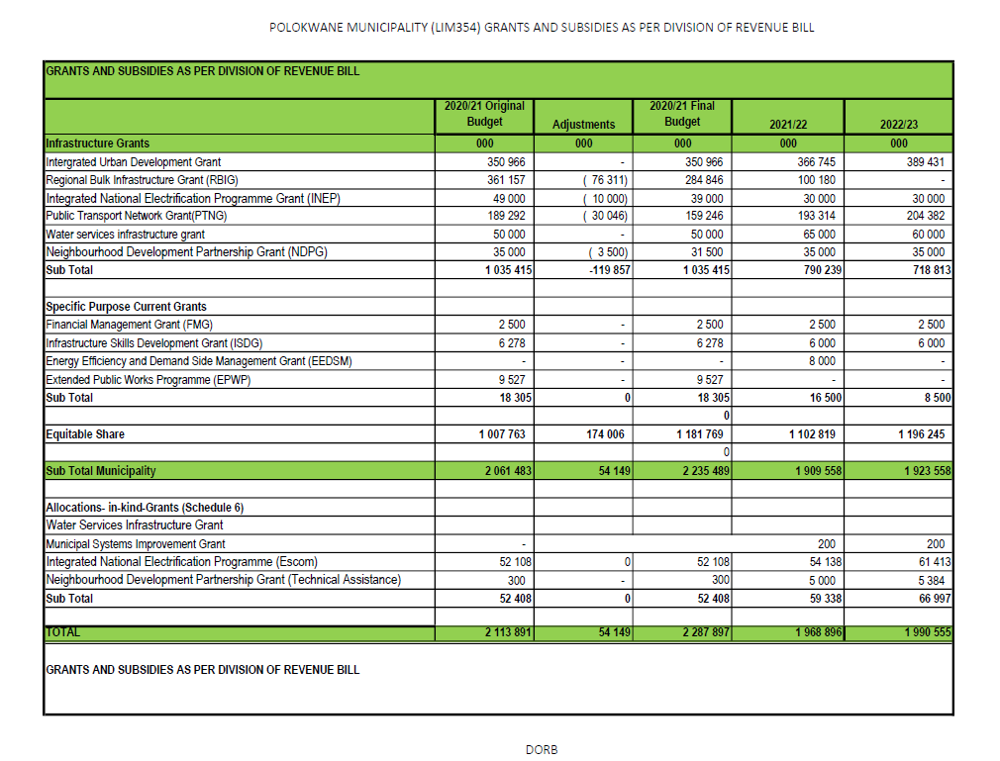 POLOKWANE MUNICIPALITY (LIM354) GRANTS AND SUBSIDIES AS PER DIVISION OF REVENUE BILL
GRANTS AND SUBSIDIES AS PER DIVISION OF REVENUE BILL
2020/21 Original Budget Adjustments 2020/21 Final Budget 2021/22 2022/23
Infrastructure Grants 000 000 000 000 000
Intergrated Urban Development Grant 350 966 - 350 966 366 745 389 431
Regional Bulk Infrastructure Grant (RBIG) 361 157 ( 76 311) 284 846 100 180 -
Integrated National Electrification Programme Grant (INEP) 49 000 ( 10 000) 39 000 30 000 30 000
Public Transport Network Grant(PTNG) 189 292 ( 30 046) 159 246 193 314 204 382
Water services infrastructure grant 50 000 - 50 000 65 000 60 000
Neighbourhood Development Partnership Grant (NDPG) 35 000 ( 3 500) 31 500 35 000 35 000
Sub Total 1 035 415 -119 857 1 035 415 790 239 718 813
Specific Purpose Current Grants
Financial Management Grant (FMG) 2 500 - 2 500 2 500 2 500
Infrastructure Skills Development Grant (ISDG) 6 278 - 6 278 6 000 6 000
Energy Efficiency and Demand Side Management Grant (EEDSM) - - - 8 000 -
Extended Public Works Programme (EPWP) 9 527 - 9 527 - -
Sub Total 18 305 0 18 305 16 500 8 500
0
Equitable Share 1 007 763 174 006 1 181 769 1 102 819 1 196 245
0
Sub Total Municipality 2 061 483 54 149 2 235 489 1 909 558 1 923 558
Allocations- in-kind-Grants (Schedule 6)
Water Services Infrastructure Grant
Municipal Systems Improvement Grant - 200 200
Integrated National Electrification Programme (Escom) 52 108 0 52 108 54 138 61 413
Neighbourhood Development Partnership Grant (Technical Assistance) 300 - 300 5 000 5 384
Sub Total 52 408 0 52 408 59 338 66 997
TOTAL 2 113 891 54 149 2 287 897 1 968 896 1 990 555
GRANTS AND SUBSIDIES AS PER DIVISION OF REVENUE BILL
DORB